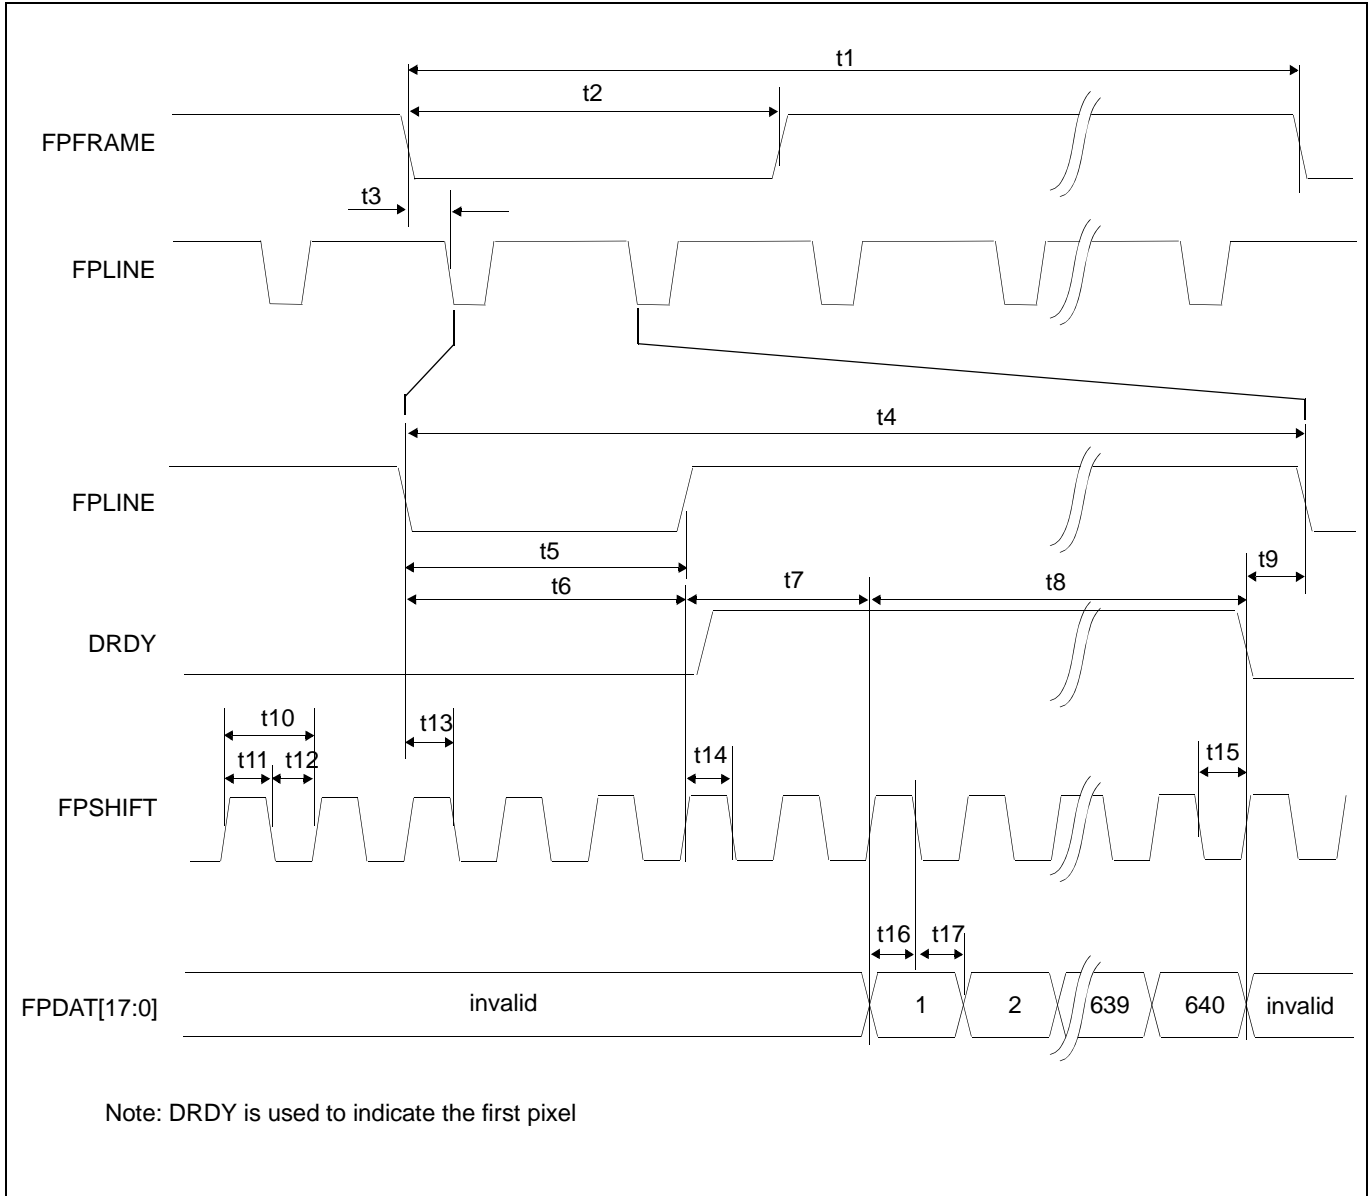 t1
t2
FPFRAME
t3
FPLINE
t4
FPLINE
t5
t9
t6
t7
t8
DRDY
t10
t13
t11
t12
t14
t15
FPSHIFT
t16
t17
FPDAT[17:0]
invalid
1
2
639
640
invalid
Note: DRDY is used to indicate the first pixel